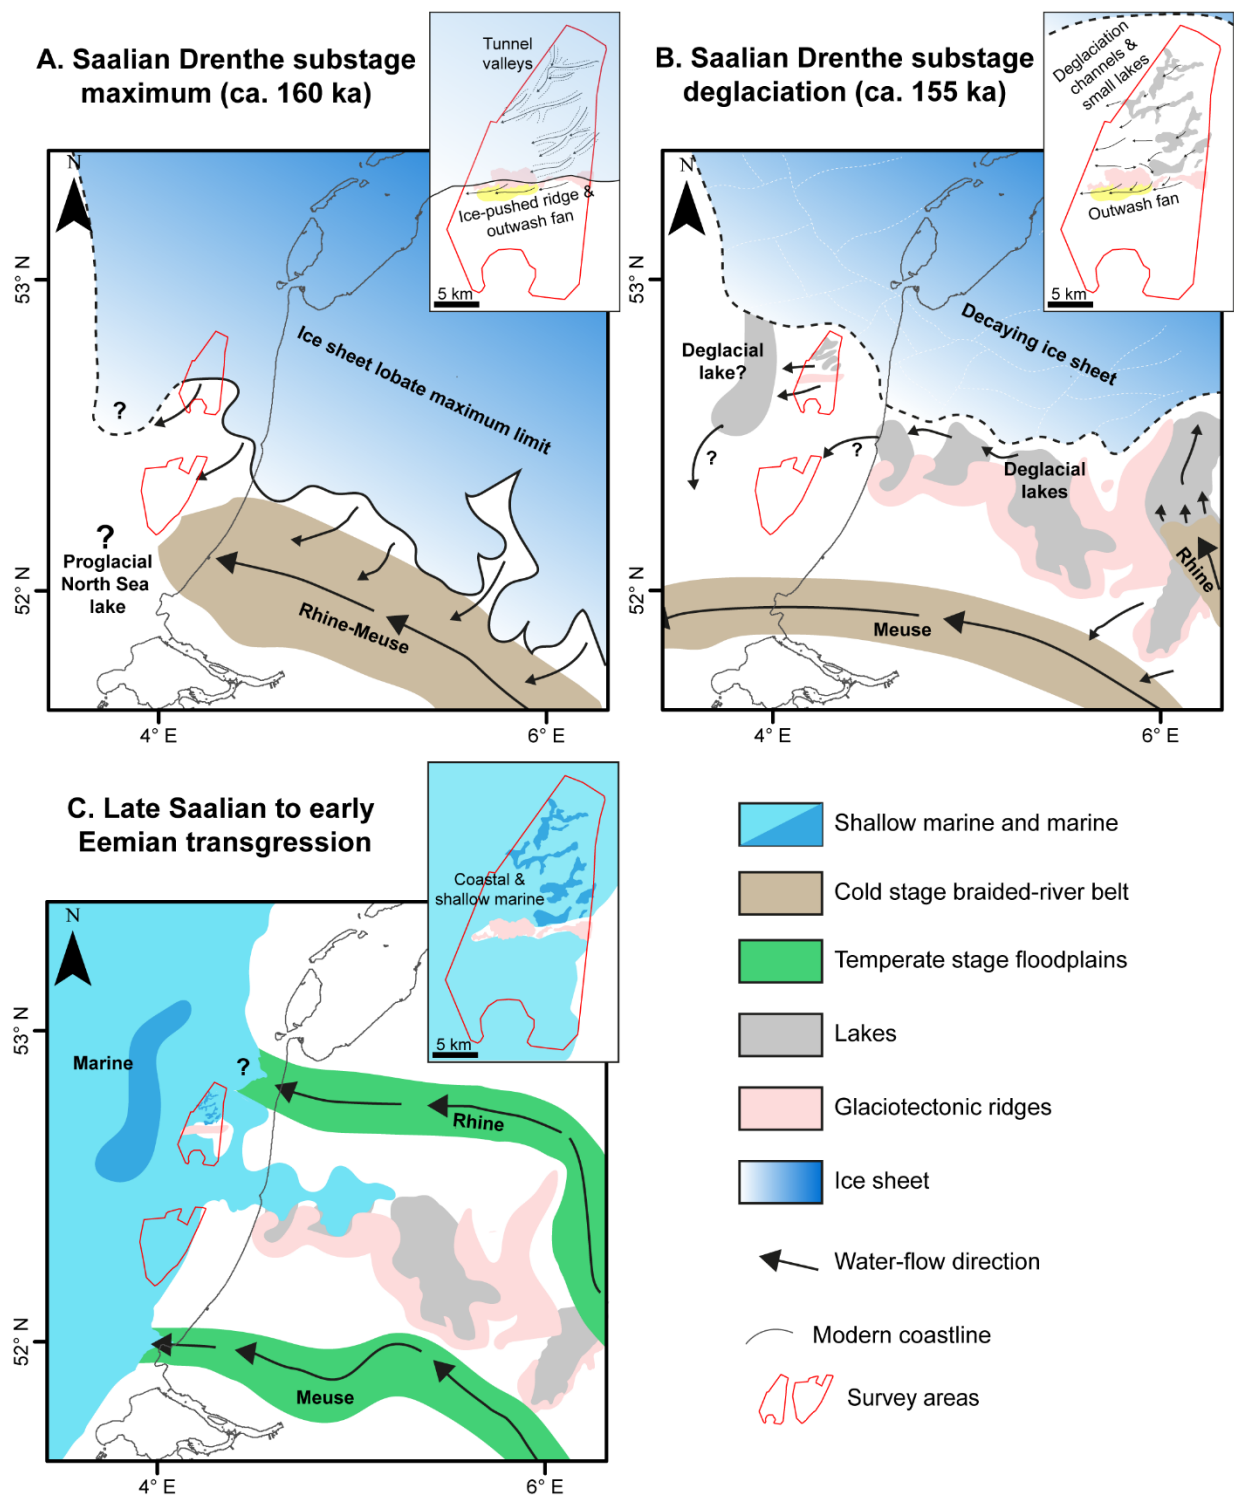 A. Saalian Drenthe substage
maximum (ca. 160 ka)
Tunnel
valleys
Ice-pushed ridge &
outwash fan
5 km
N
53° N
52° N
Ice sheet lobate maximum limit
?
?
Proglacial
North Sea
lake
Rhine-Meuse
4° E
6° E
B. Saalian Drenthe substage
deglaciation (ca. 155 ka)
Deglaciation
channels &
small lakes
Outwash fan
5 km
N
53° N
52° N
Decaying ice sheet
Deglacial
lake?
?
?
Deglacial
lakes
Rhine
Meuse
4° E
6° E
C. Late Saalian to early
Eemian transgression
Coastal &
shallow marine
5 km
N
53° N
52° N
Marine
?
Rhine
Meuse
4° E
6° E
Shallow marine and marine
Cold stage braided-river belt
Temperate stage floodplains
Lakes
Glaciotectonic ridges
Ice sheet
Water-flow direction
Modern coastline
Survey areas